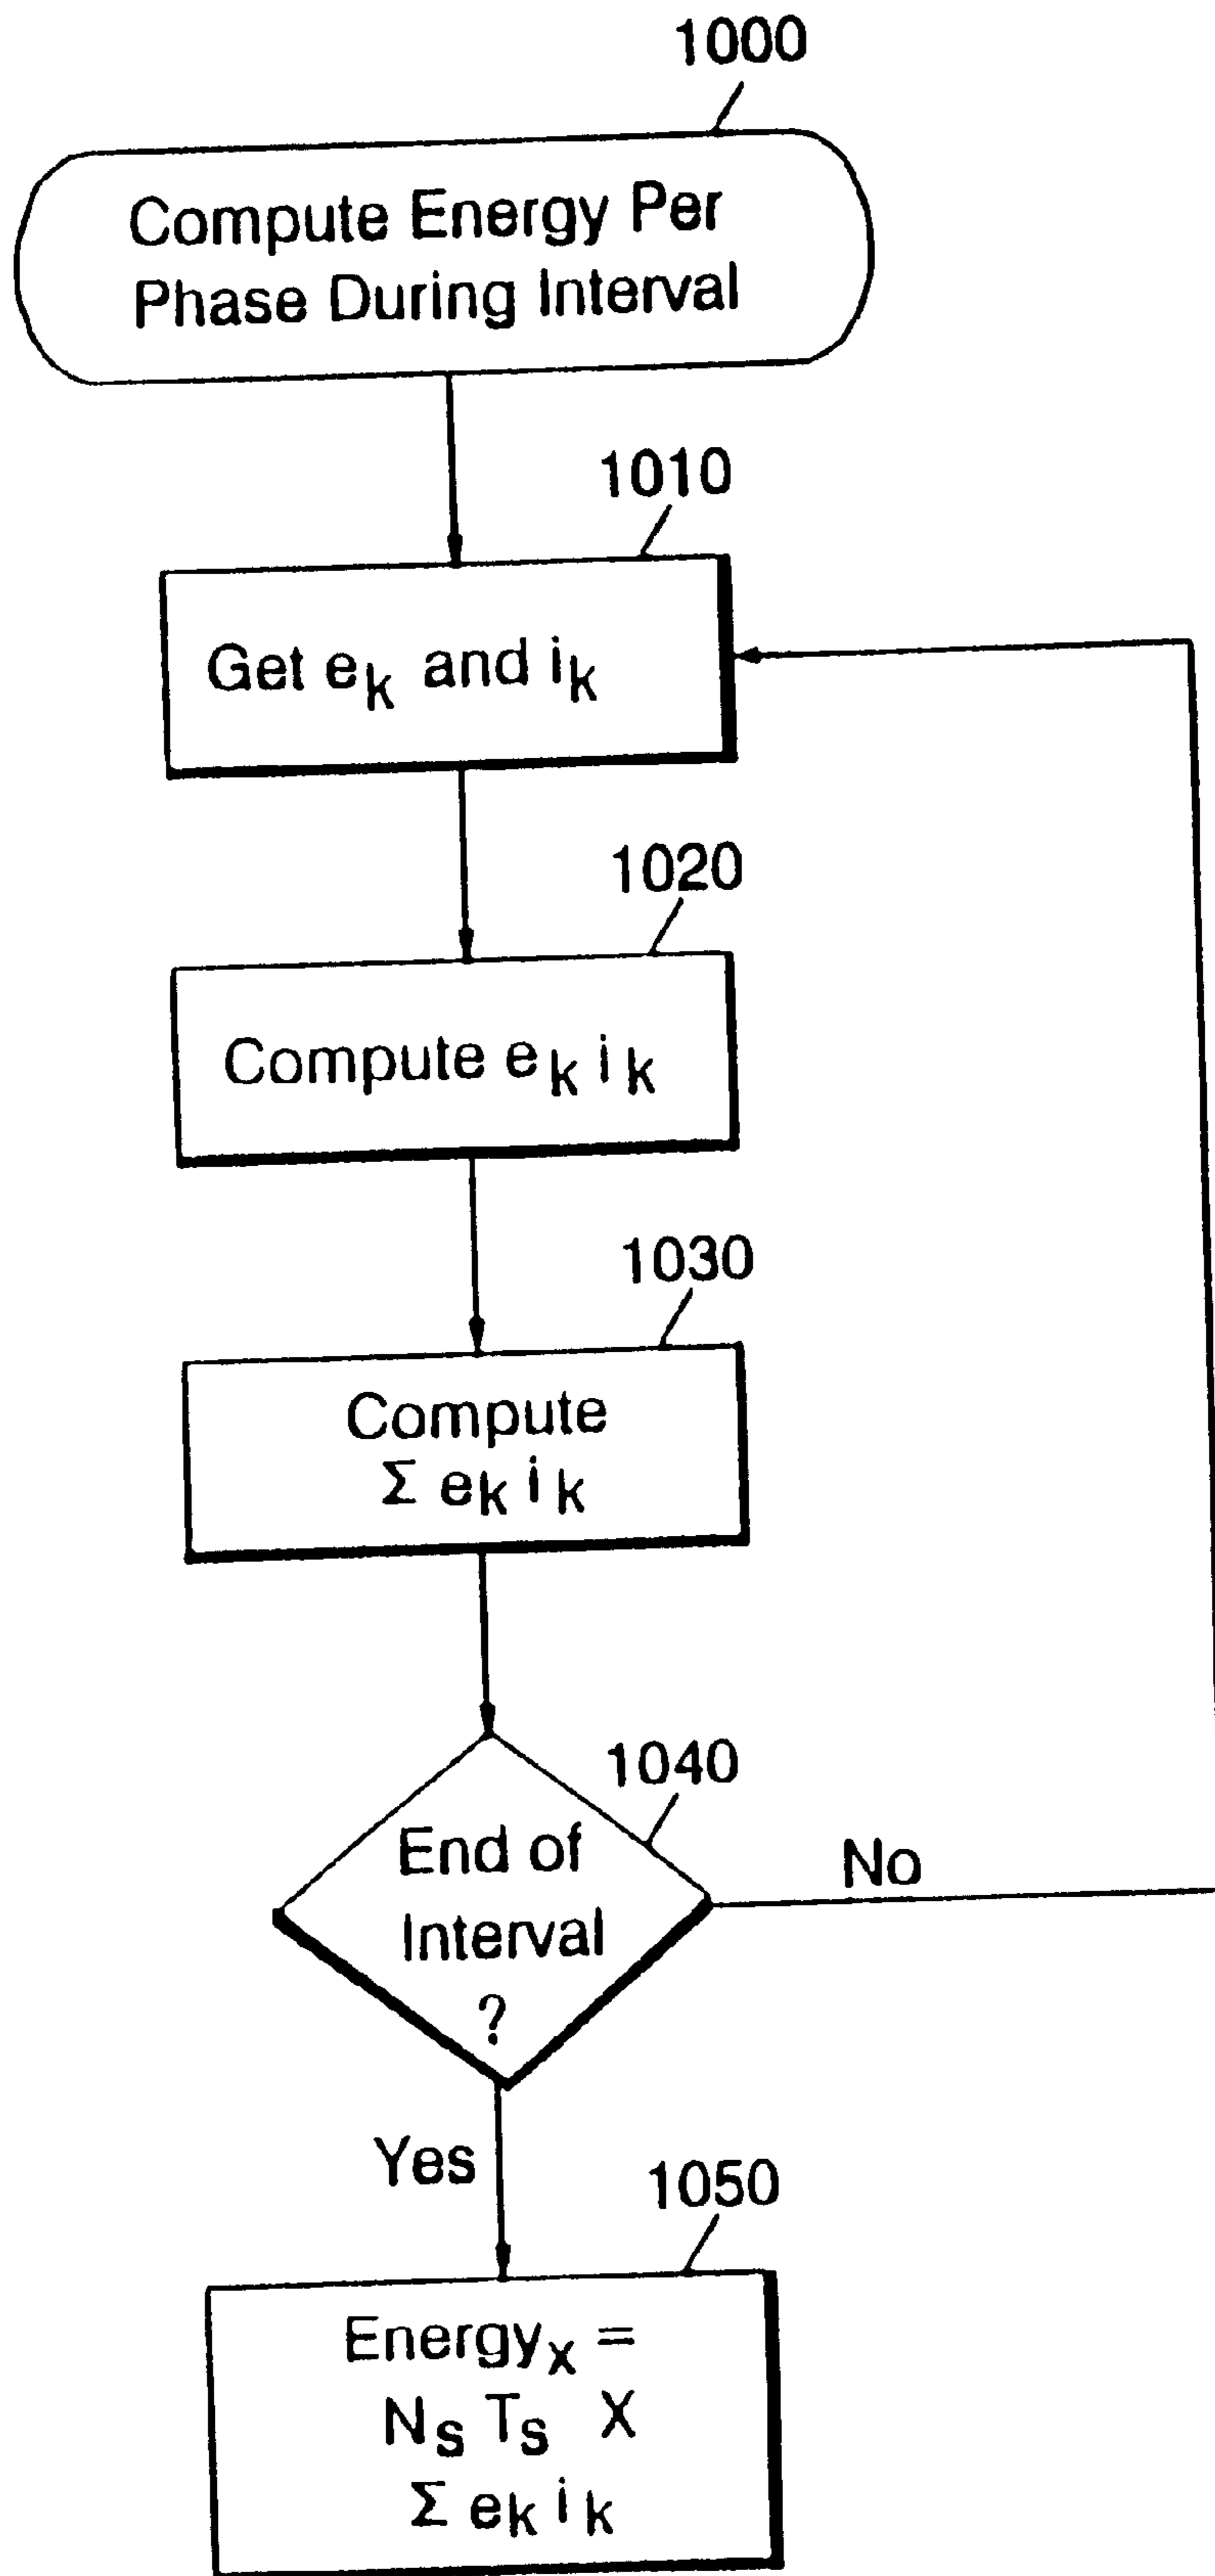 1000
Compute Energy Per
Phase During Interval
1010
Get eₖ and iₖ
1020
Compute eₖ iₖ
1030
Compute
Σ eₖ iₖ
1040
End of
Interval
?
No
Yes
1050
Energyₓ =
Nₛ Tₛ X
Σ eₖ iₖ